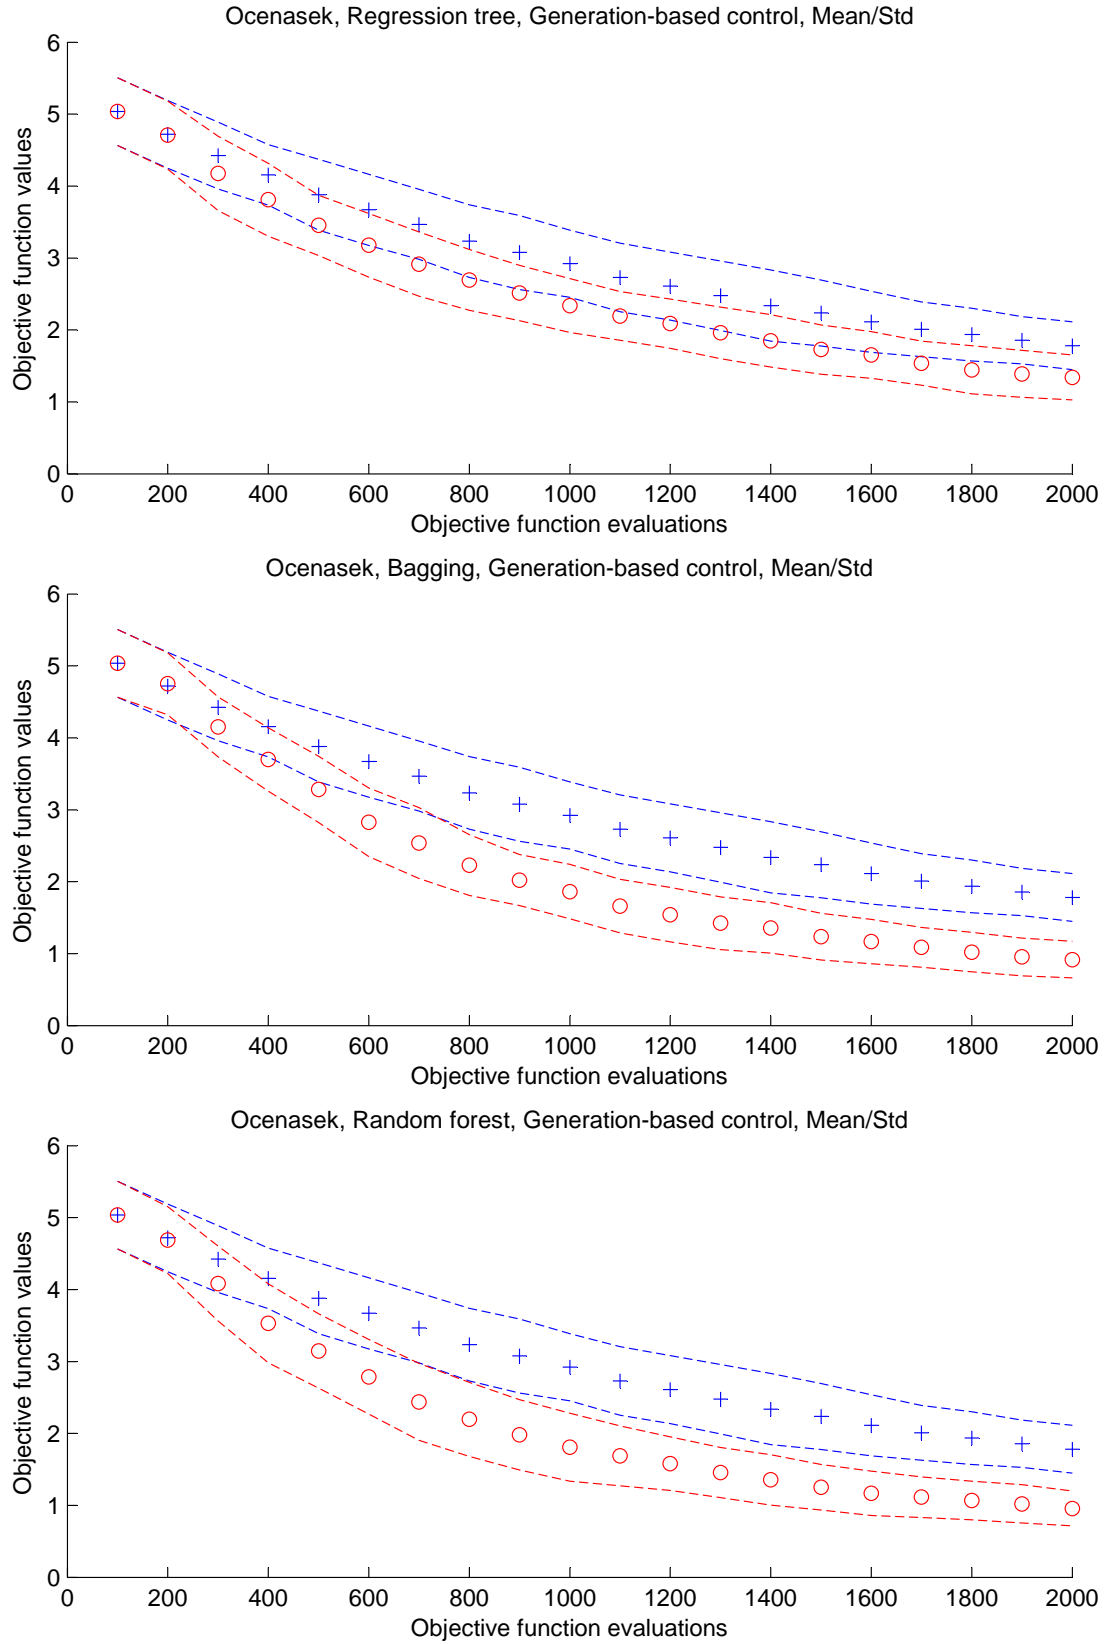 Ocenasek, Regression tree, Generation-based control, Mean/Std
6
5
4
3
2
1
0
Objective function values
0 200 400 600 800 1000 1200 1400 1600 1800 2000
Objective function evaluations
Ocenasek, Bagging, Generation-based control, Mean/Std
6
5
4
3
2
1
0
Objective function values
0 200 400 600 800 1000 1200 1400 1600 1800 2000
Objective function evaluations
Ocenasek, Random forest, Generation-based control, Mean/Std
6
5
4
3
2
1
0
Objective function values
0 200 400 600 800 1000 1200 1400 1600 1800 2000
Objective function evaluations